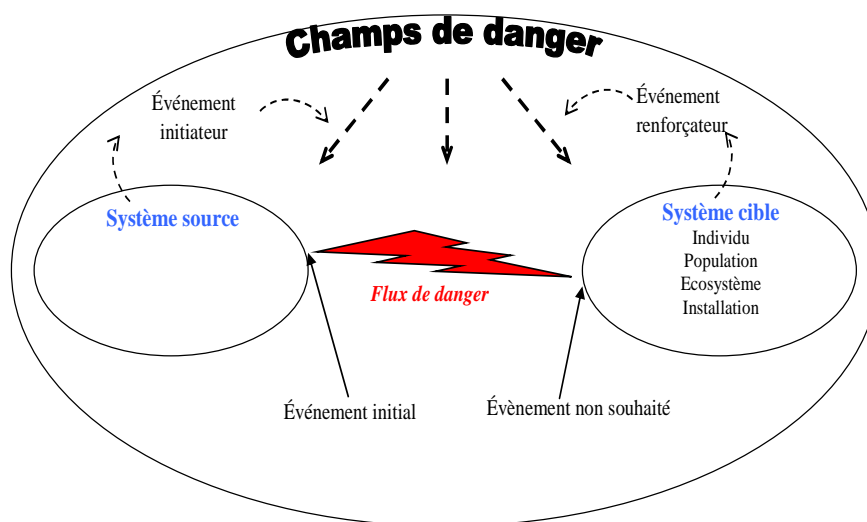 Champs de danger
Événement
initiateur
Événement
renforçateur
Système source
Système cible
Individu
Population
Ecosystème
Installation
Flux de danger
Événement initial
Évènement non souhaité